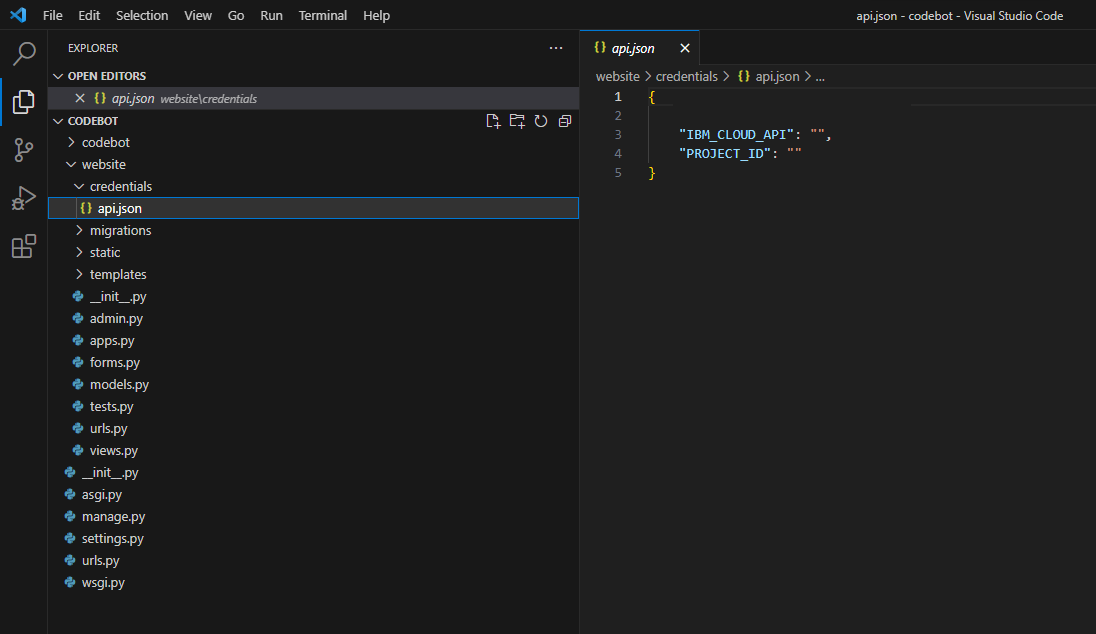 File Edit Selection View Go Run Terminal Help
api.json - codebot - Visual Studio Code
EXPLORER
OPEN EDITORS
{} api.json website\credentials
CODEBOT
codebot
website
credentials
{} api.json
migrations
static
templates
__init__.py
admin.py
apps.py
forms.py
models.py
tests.py
urls.py
views.py
__init__.py
asgi.py
manage.py
settings.py
urls.py
wsgi.py
{} api.json
website > credentials > {} api.json > ...
1 {
2
3 "IBM_CLOUD_API": "",
4 "PROJECT_ID": ""
5 }